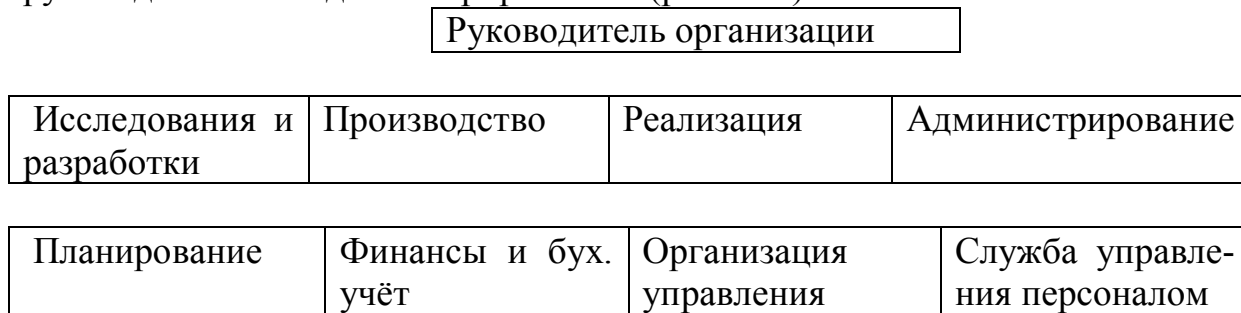 Руководитель организации
Исследования и Производство Реализация Администрирование
разработки
Планирование Финансы и бух. Организация Служба управле-
учёт управления ния персоналом